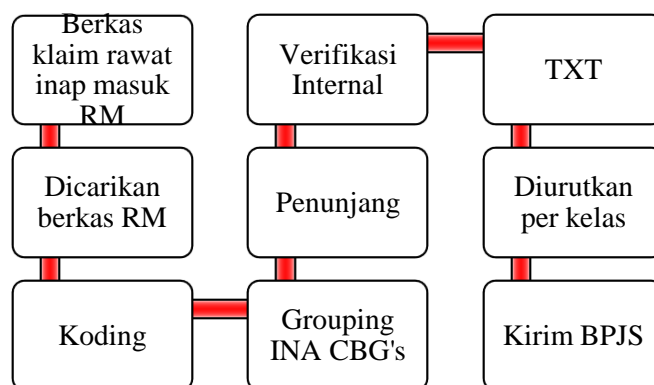 Berkas
klaim rawat
inap masuk
RM
Dicarikan
berkas RM
Koding
Grouping
INA CBG's
Penunjang
Verifikasi
Internal
TXT
Diurutkan
per kelas
Kirim BPJS